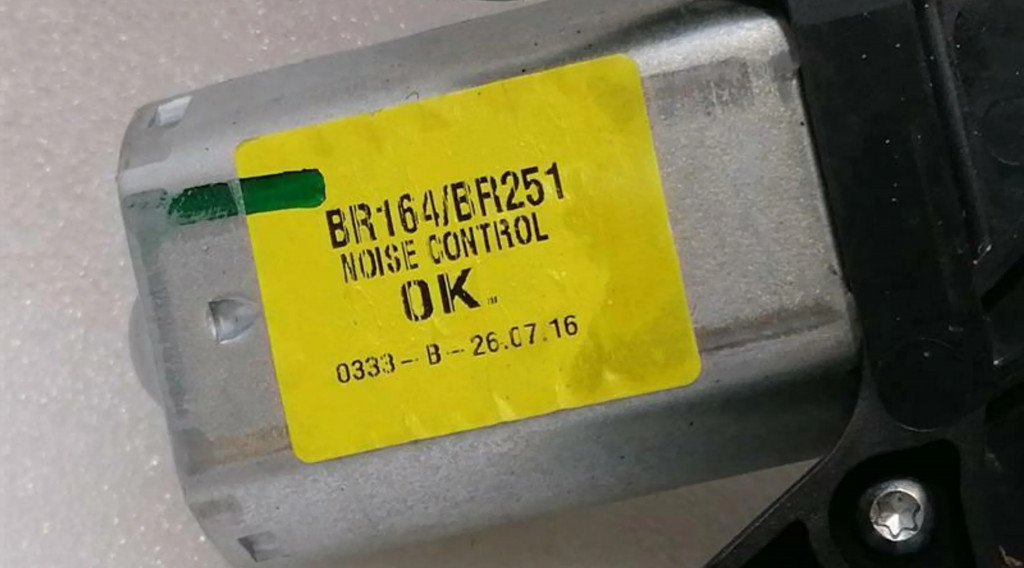 BR164/BR251
NOISE CONTROL
OK
0333-B-26.07.16